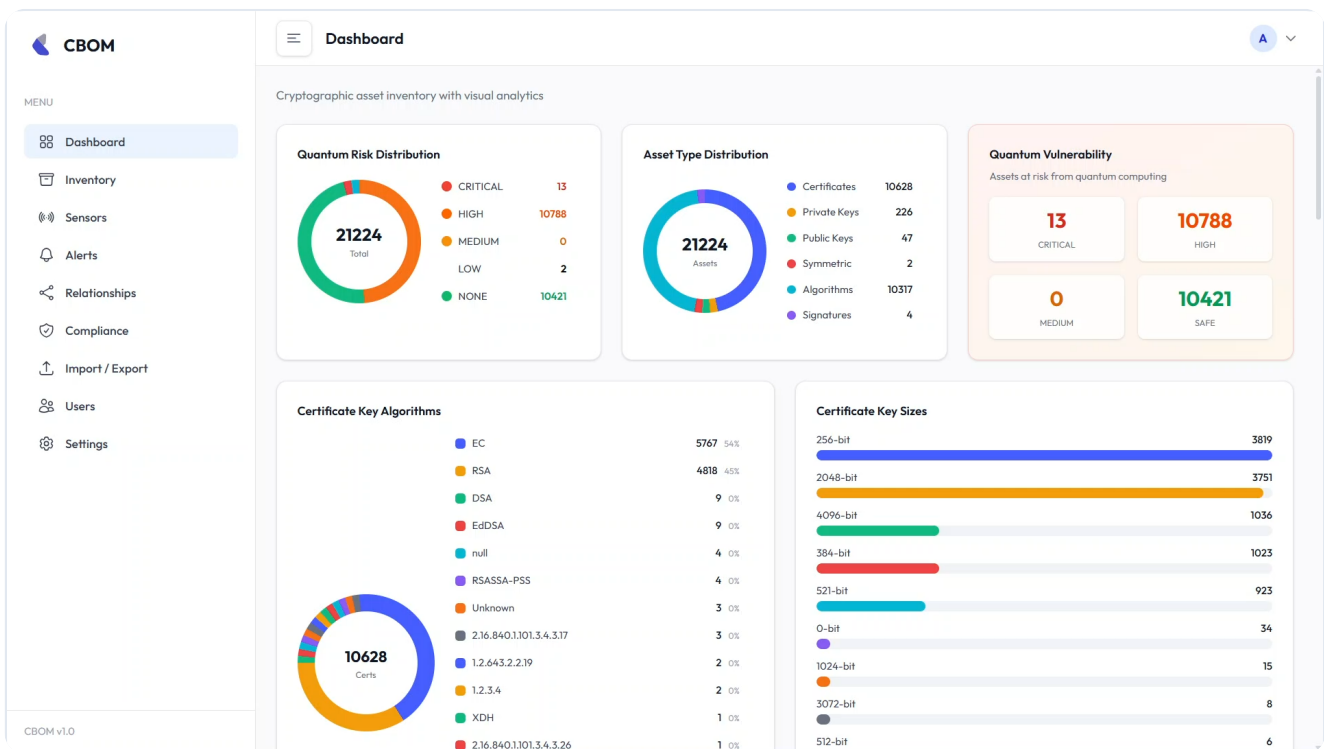 CBOM
MENU
Dashboard
Inventory
Sensors
Alerts
Relationships
Compliance
Import / Export
Users
Settings
CBOM v1.0
Dashboard
A
Cryptographic asset inventory with visual analytics
Quantum Risk Distribution
21224
Total
CRITICAL 13
HIGH 10788
MEDIUM 0
LOW 2
NONE 10421
Asset Type Distribution
21224
Assets
Certificates 10628
Private Keys 226
Public Keys 47
Symmetric 2
Algorithms 10317
Signatures 4
Quantum Vulnerability
Assets at risk from quantum computing
13
CRITICAL
10788
HIGH
0
MEDIUM
10421
SAFE
Certificate Key Algorithms
10628
Certs
EC 5767 54%
RSA 4818 45%
DSA 9 0%
EdDSA 9 0%
null 4 0%
RSASSA-PSS 4 0%
Unknown 3 0%
2.16.840.1.101.3.4.3.17 3 0%
1.2.643.2.2.19 2 0%
1.2.3.4 2 0%
XDH 1 0%
2.16.840.1.101.3.4.3.26 1 0%
Certificate Key Sizes
256-bit 3819
2048-bit 3751
4096-bit 1036
384-bit 1023
521-bit 923
0-bit 34
1024-bit 15
3072-bit 8
512-bit 6